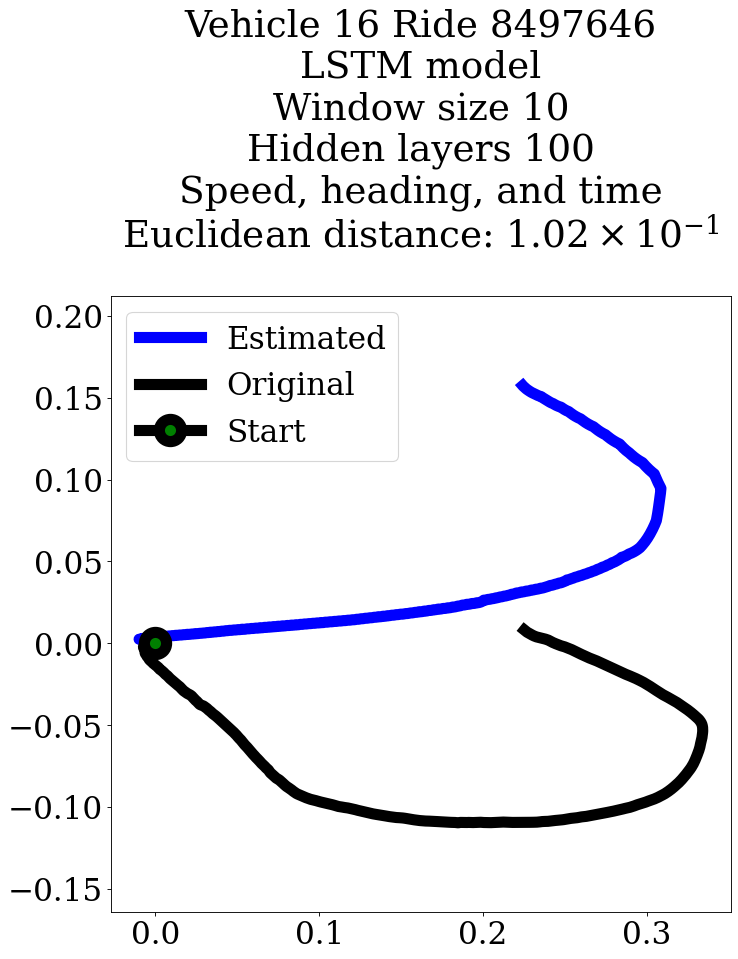 Vehicle 16 Ride 8497646
LSTM model
Window size 10
Hidden layers 100
Speed, heading, and time
Euclidean distance: 1.02 × 10⁻¹
Estimated
Original
Start
0.20
0.15
0.10
0.05
0.00
−0.05
−0.10
−0.15
0.0 0.1 0.2 0.3